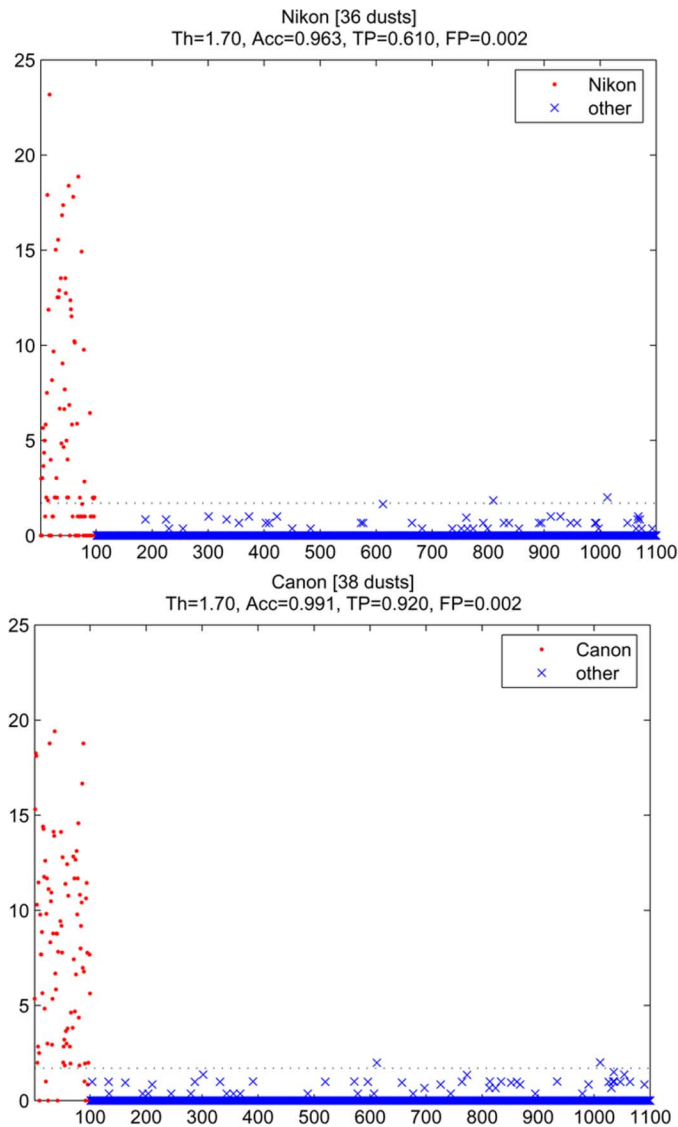 Nikon [36 dusts]
Th=1.70, Acc=0.963, TP=0.610, FP=0.002
25
20
15
10
5
0
Nikon
other
100 200 300 400 500 600 700 800 900 1000 1100
Canon [38 dusts]
Th=1.70, Acc=0.991, TP=0.920, FP=0.002
25
20
15
10
5
0
Canon
other
100 200 300 400 500 600 700 800 900 1000 1100